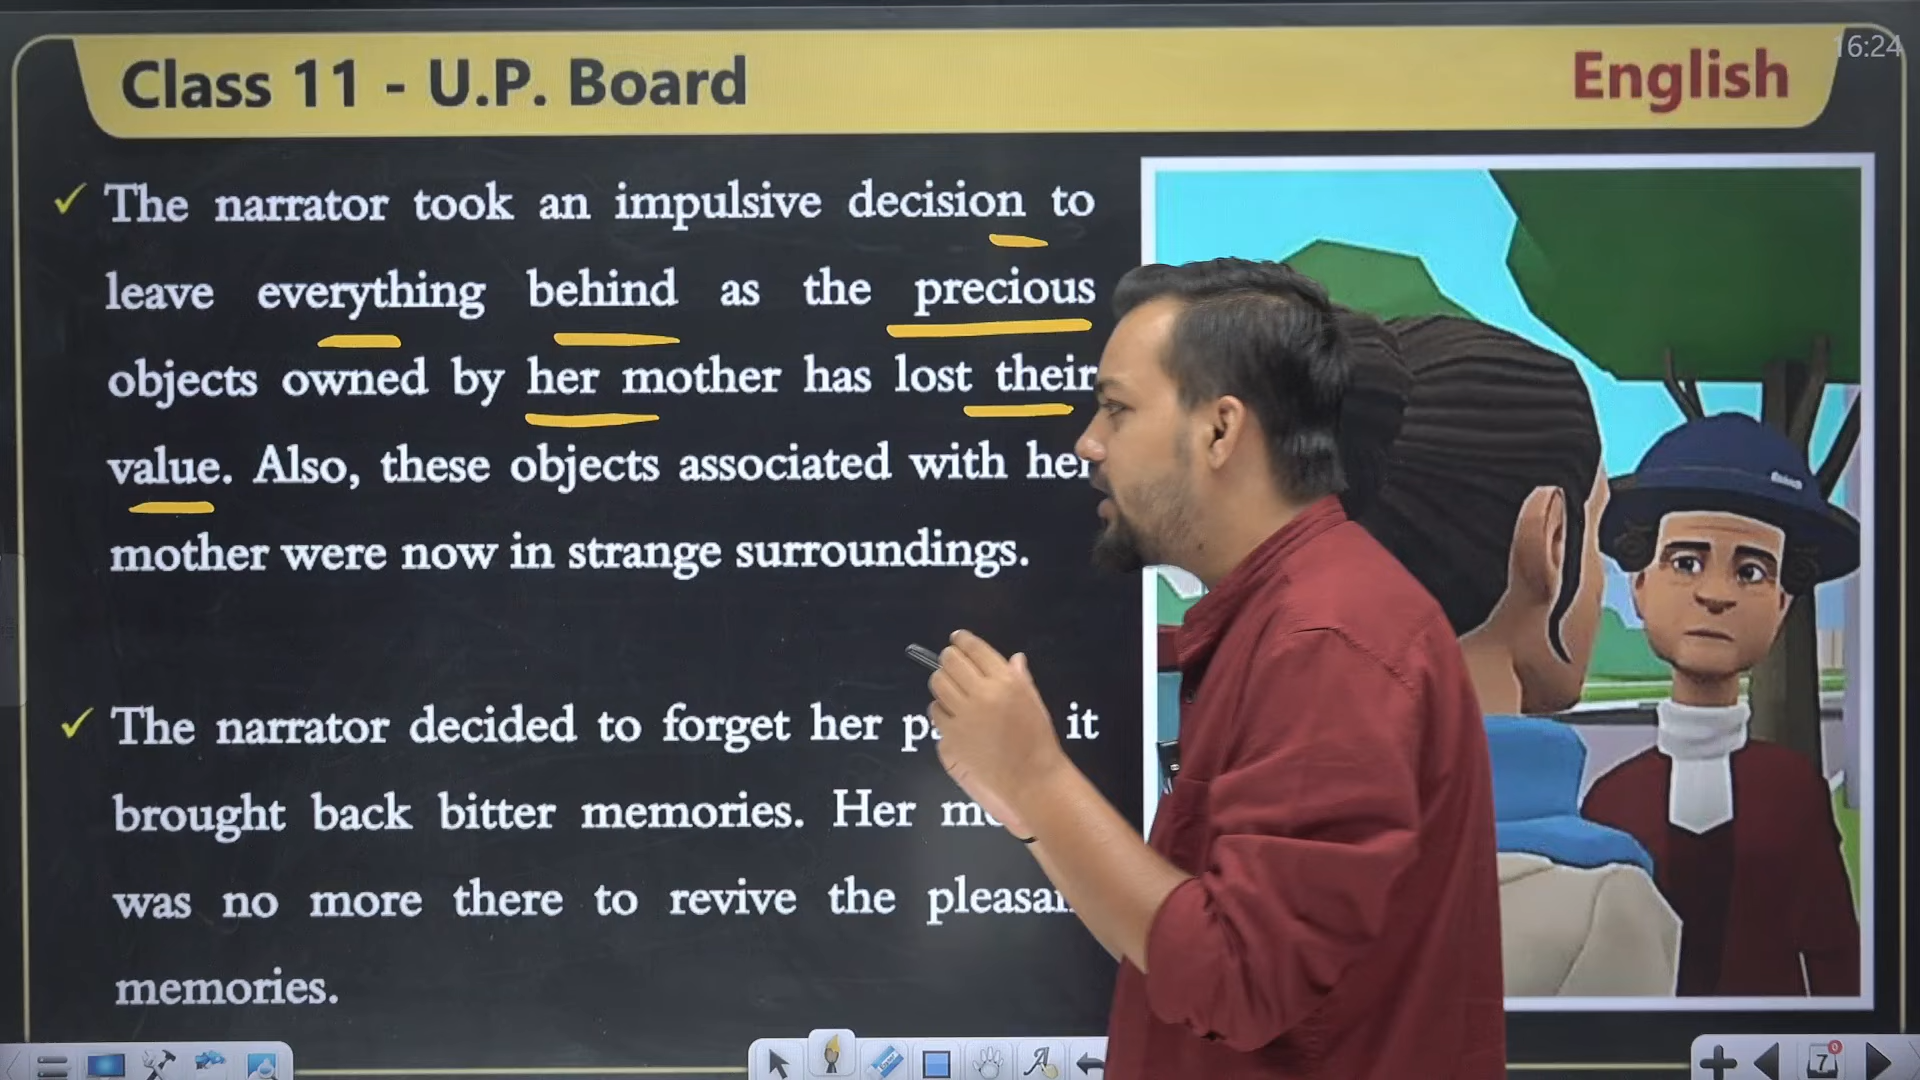 Class 11 - U.P. Board
English
16:24
The narrator took an impulsive decision to
leave everything behind as the precious
objects owned by her mother has lost their
value. Also, these objects associated with her
mother were now in strange surroundings.
The narrator decided to forget her it
brought back bitter memories. Her
was no more there to revive the
memories.
7